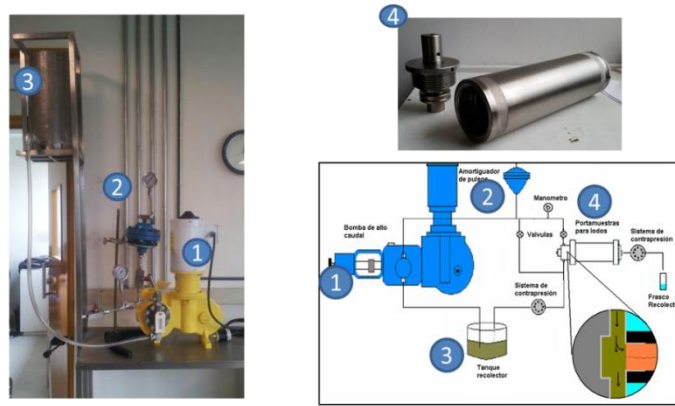 3
2
1
4
Amortiguador
de pulsos
2
Manometro
4
Portamuestras
para lodos
Sistema de
contrapresión
Bomba de alto
caudal
Valvulas
1
Sistema de
contrapresión
Frasco
Recolect
3
Tanque
recolector